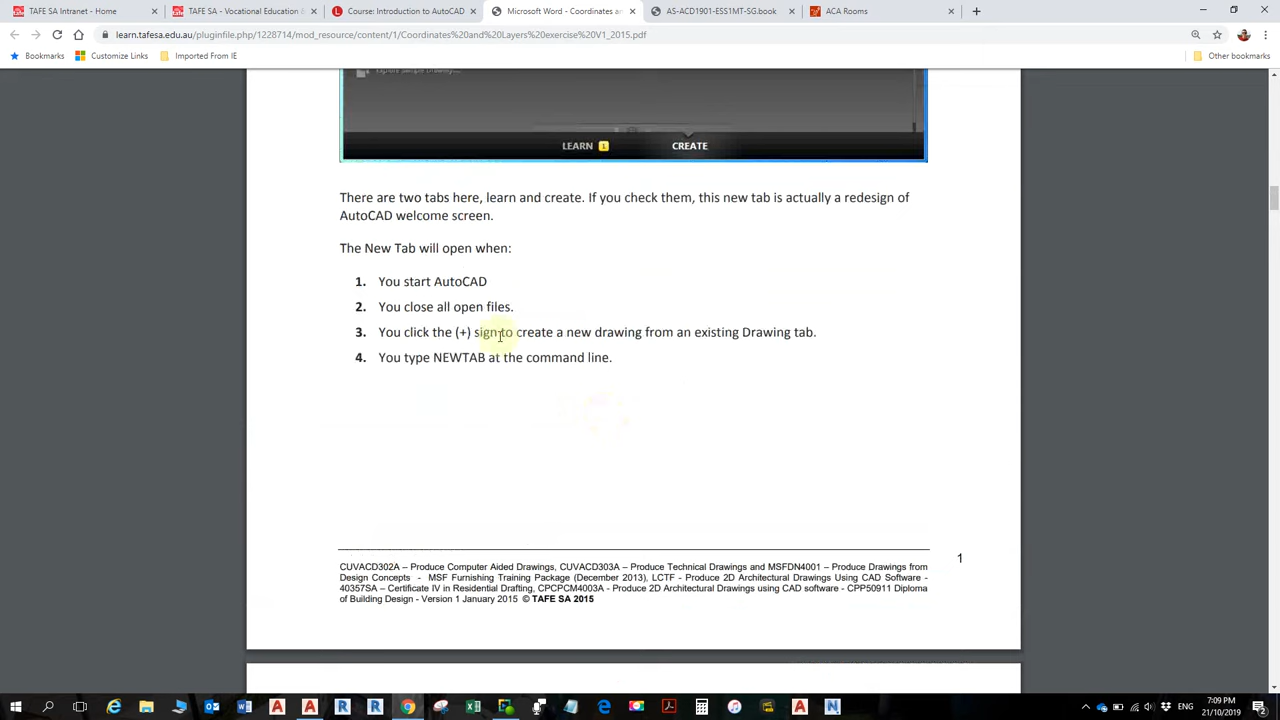 TAFE SA Intranet - Home
TAFE SA - Vocational Education &
Course: Introduction to AutoCAD
Microsoft Word - Coordinates an
AS-ACD1901-ESS1MT-SG.book
ACA Rooms
learn.tafesa.edu.au/pluginfile.php/1228714/mod_resource/content/1/Coordinates%20and%20Layers%20exercise%20V1_2015.pdf
Bookmarks
Customize Links
Imported From IE
Other bookmarks
LEARN 1
CREATE
There are two tabs here, learn and create. If you check them, this new tab is actually a redesign of
AutoCAD welcome screen.
The New Tab will open when:
1. You start AutoCAD
2. You close all open files.
3. You click the (+) sign to create a new drawing from an existing Drawing tab.
4. You type NEWTAB at the command line.
1
CUVACD302A – Produce Computer Aided Drawings, CUVACD303A – Produce Technical Drawings and MSFDN4001 – Produce Drawings from
Design Concepts - MSF Furnishing Training Package (December 2013), LCTF - Produce 2D Architectural Drawings Using CAD Software -
40357SA – Certificate IV in Residential Drafting, CPCPCM4003A - Produce 2D Architectural Drawings using CAD software - CPP50911 Diploma
of Building Design - Version 1 January 2015 © TAFE SA 2015
ENG
7:09 PM
21/10/2019